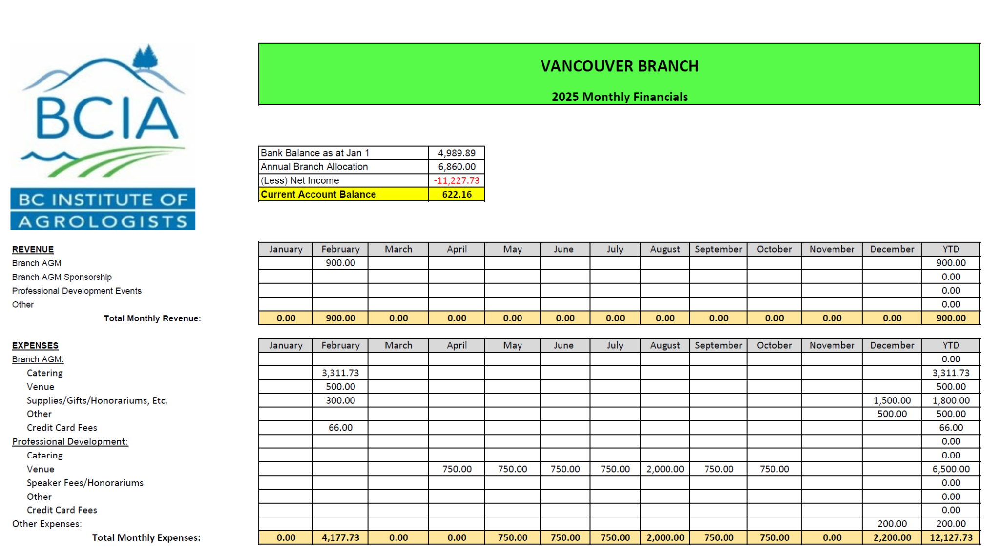 BCIA
BC INSTITUTE OF
AGROLOGISTS
VANCOUVER BRANCH
2025 Monthly Financials
Bank Balance as at Jan 1 4,989.89
Annual Branch Allocation 6,860.00
(Less) Net Income -11,227.73
Current Account Balance 622.16
REVENUE January February March April May June July August September October November December YTD
Branch AGM 900.00 900.00
Branch AGM Sponsorship 0.00
Professional Development Events 0.00
Other 0.00
Total Monthly Revenue: 0.00 900.00 0.00 0.00 0.00 0.00 0.00 0.00 0.00 0.00 0.00 0.00 900.00
EXPENSES January February March April May June July August September October November December YTD
Branch AGM: 0.00
Catering 3,311.73 3,311.73
Venue 500.00 500.00
Supplies/Gifts/Honorariums, Etc. 300.00 1,500.00 1,800.00
Other 500.00 500.00
Credit Card Fees 66.00 66.00
Professional Development: 0.00
Catering 0.00
Venue 750.00 750.00 750.00 750.00 2,000.00 750.00 750.00 6,500.00
Speaker Fees/Honorariums 0.00
Other 0.00
Credit Card Fees 0.00
Other Expenses: 200.00 200.00
Total Monthly Expenses: 0.00 4,177.73 0.00 0.00 750.00 750.00 750.00 2,000.00 750.00 750.00 0.00 2,200.00 12,127.73